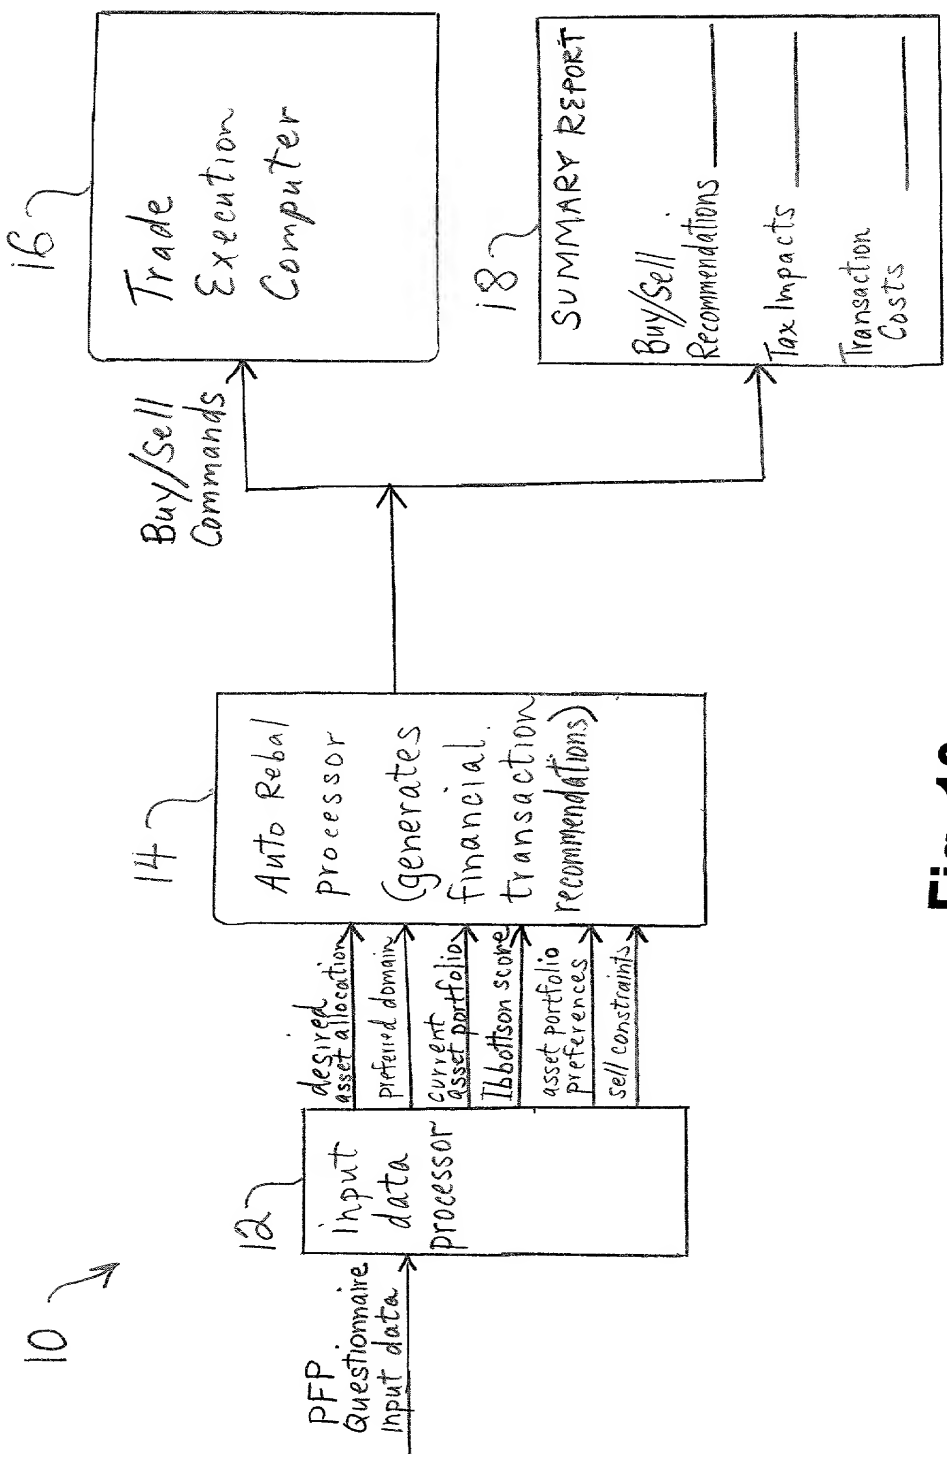 10
PFP
Questionnaire
Input data
12
input
data
processor
desired
asset allocation
preferred domain
current
asset portfolio
Ibbottson score
asset portfolio
preferences
sell constraints
14
Auto Rebal
processor
(generates
financial
transaction
recommendations)
Buy/Sell
Commands
16
Trade
Execution
Computer
18
SUMMARY REPORT
Buy/Sell
Recommendations
Tax Impacts
Transaction
Costs